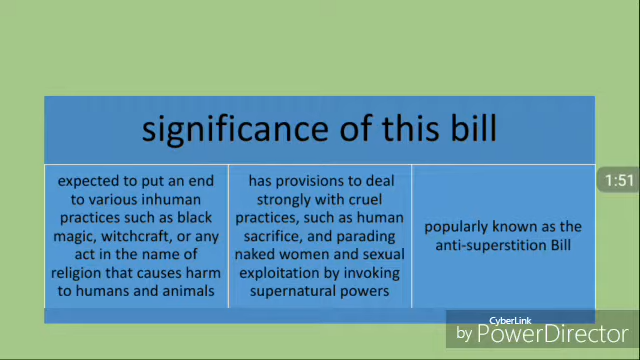 significance of this bill
expected to put an end
to various inhuman
practices such as black
magic, witchcraft, or any
act in the name of
religion that causes harm
to humans and animals
has provisions to deal
strongly with cruel
practices, such as human
sacrifice, and parading
naked women and sexual
exploitation by invoking
supernatural powers
popularly known as the
anti-superstition Bill
1:51
CyberLink
by PowerDirector